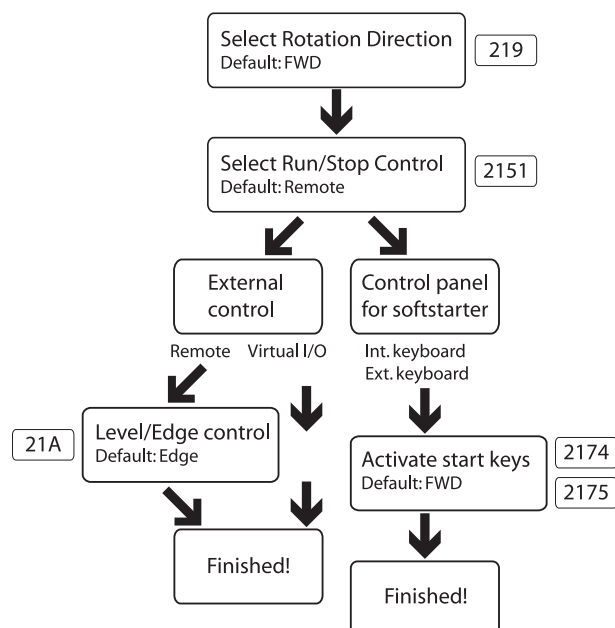 Select Rotation Direction
Default: FWD
219
Select Run/Stop Control
Default: Remote
2151
External
control
Control panel
for softstarter
Remote Virtual I/O
Int. keyboard
Ext. keyboard
21A
Level/Edge control
Default: Edge
Activate start keys
Default: FWD
2174
2175
Finished!
Finished!